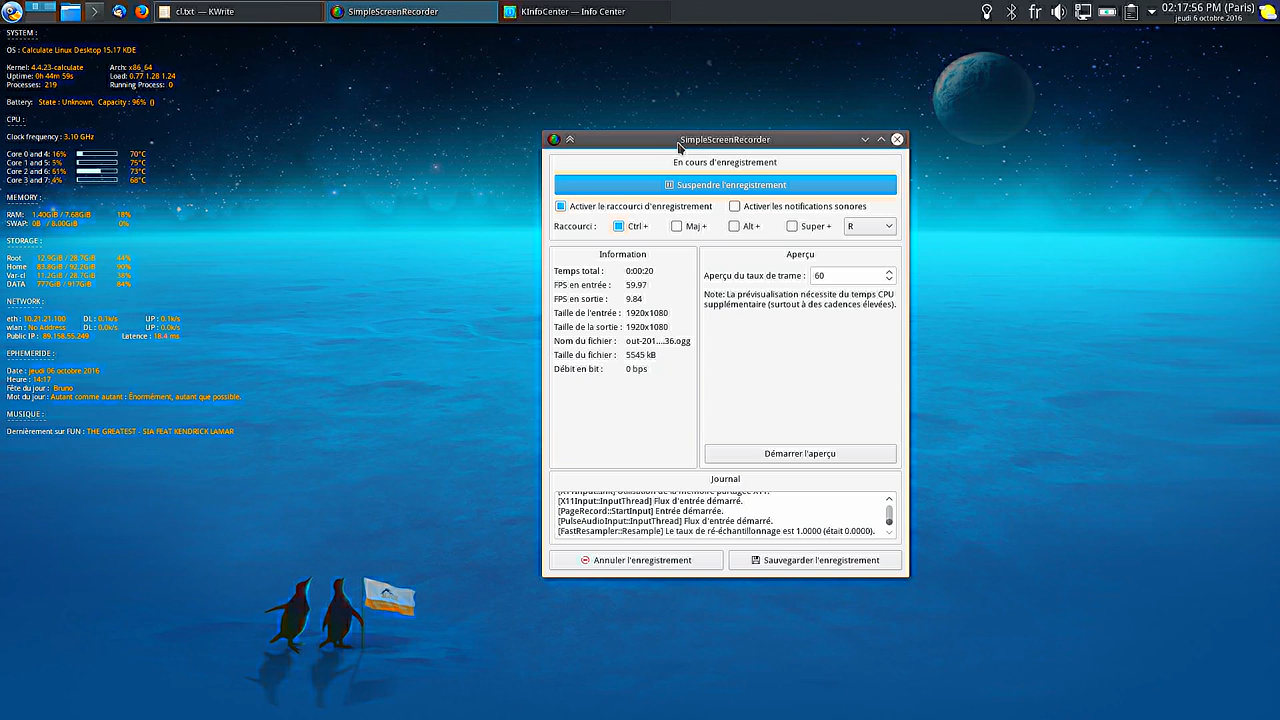 cl.txt — KWrite
SimpleScreenRecorder
KInfoCenter — Info Center
fr
02:17:56 PM (Paris)
jeudi 6 octobre 2016
SYSTEM :
OS : Calculate Linux Desktop 15.17 KDE
Kernel: 4.4.23-calculate Arch: x86_64
Uptime: 0h 44m 59s Load: 0.77 1.28 1.24
Processes: 219 Running Process: 0
Battery: State : Unknown, Capacity : 96% ()
CPU :
Clock frequency : 3.10 GHz
Core 0 and 4: 16% 70°C
Core 1 and 5: 5% 75°C
Core 2 and 6: 61% 73°C
Core 3 and 7: 4% 68°C
MEMORY :
RAM: 1.40GiB / 7.68GiB 18%
SWAP: 0B / 8.00GiB 0%
STORAGE :
Root 12.9GiB / 28.7GiB 44%
Home 83.8GiB / 92.2GiB 90%
Var-cl 11.2GiB / 28.7GiB 38%
DATA 777GiB / 917GiB 84%
NETWORK :
eth: 10.21.21.100 DL : 0.1k/s UP : 0.1k/s
wlan : No Address DL : 0.0k/s UP : 0.0k/s
Public IP : 89.158.55.249 Latence : 18.4 ms
EPHEMERIDE :
Date : jeudi 06 octobre 2016
Heure : 14:17
Fête du jour : Bruno
Mot du jour : Autant comme autant : Énormément, autant que possible.
MUSIQUE :
Dernièrement sur FUN : THE GREATEST - SIA FEAT KENDRICK LAMAR
SimpleScreenRecorder
En cours d'enregistrement
Suspendre l'enregistrement
Activer le raccourci d'enregistrement Activer les notifications sonores
Raccourci : Ctrl + Maj + Alt + Super + R
Information
Temps total : 0:00:20
FPS en entrée : 59.97
FPS en sortie : 9.84
Taille de l'entrée : 1920x1080
Taille de la sortie : 1920x1080
Nom du fichier : out-201....36.ogg
Taille du fichier : 5545 kB
Débit en bit : 0 bps
Aperçu
Aperçu du taux de trame : 60
Note: La prévisualisation nécessite du temps CPU
supplémentaire (surtout à des cadences élevées).
Démarrer l'aperçu
Journal
[X11Input::Init] Utilisation de la mémoire partagée X11.
[X11Input::InputThread] Flux d'entrée démarré.
[PageRecord::StartInput] Entrée démarrée.
[PulseAudioInput::InputThread] Flux d'entrée démarré.
[FastResampler::Resample] Le taux de ré-échantillonnage est 1.0000 (était 0.0000).
Annuler l'enregistrement Sauvegarder l'enregistrement